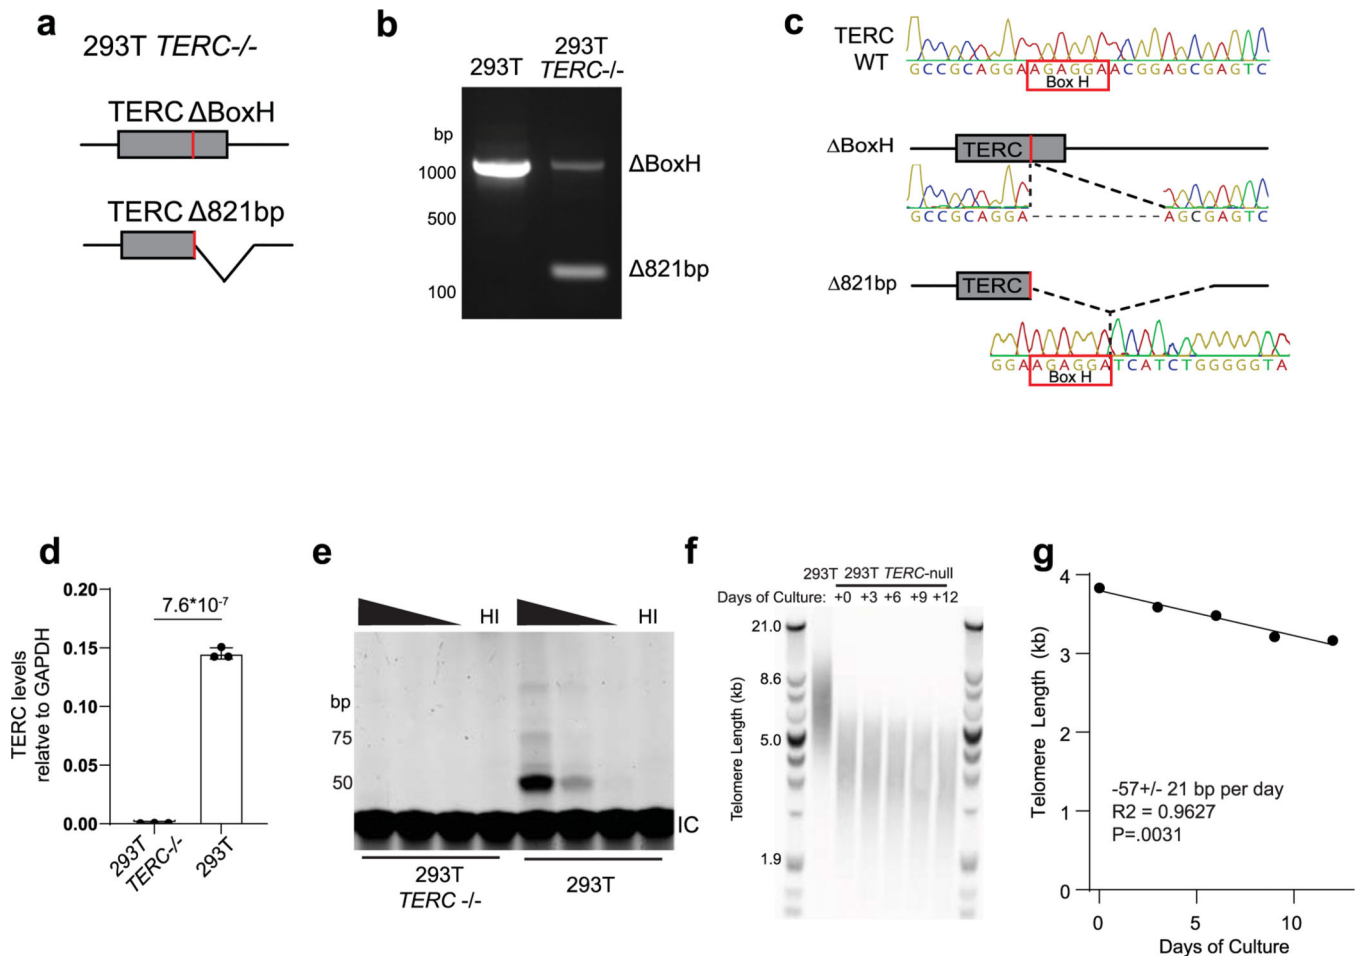 a
293T TERC-/-
TERC ΔBoxH
TERC Δ821bp
b
293T
293T
TERC-/-
bp
1000
500
100
ΔBoxH
Δ821bp
c
TERC
WT
GCCGCAGGAAGAGGAACGGAGCGAGTC
Box H
ΔBoxH
TERC
GCCGCAGGA
AGCGAGTC
Δ821bp
TERC
GGAAGAGGATCATCTGGGGGTA
Box H
d
TERC levels
relatve to GAPDH
0.20
0.15
0.10
0.05
0.00
7.6*10-7
293T
TERC-/-
293T
e
HI
HI
bp
75
50
IC
293T
TERC -/-
293T
f
293T 293T TERC-null
Days of Culture: +0 +3 +6 +9 +12
Telomere Length (kb)
21.0
8.6
5.0
1.9
g
Telomere Length (kb)
4
3
2
1
0
-57+/- 21 bp per day
R2 = 0.9627
P=.0031
0 5 10
Days of Culture